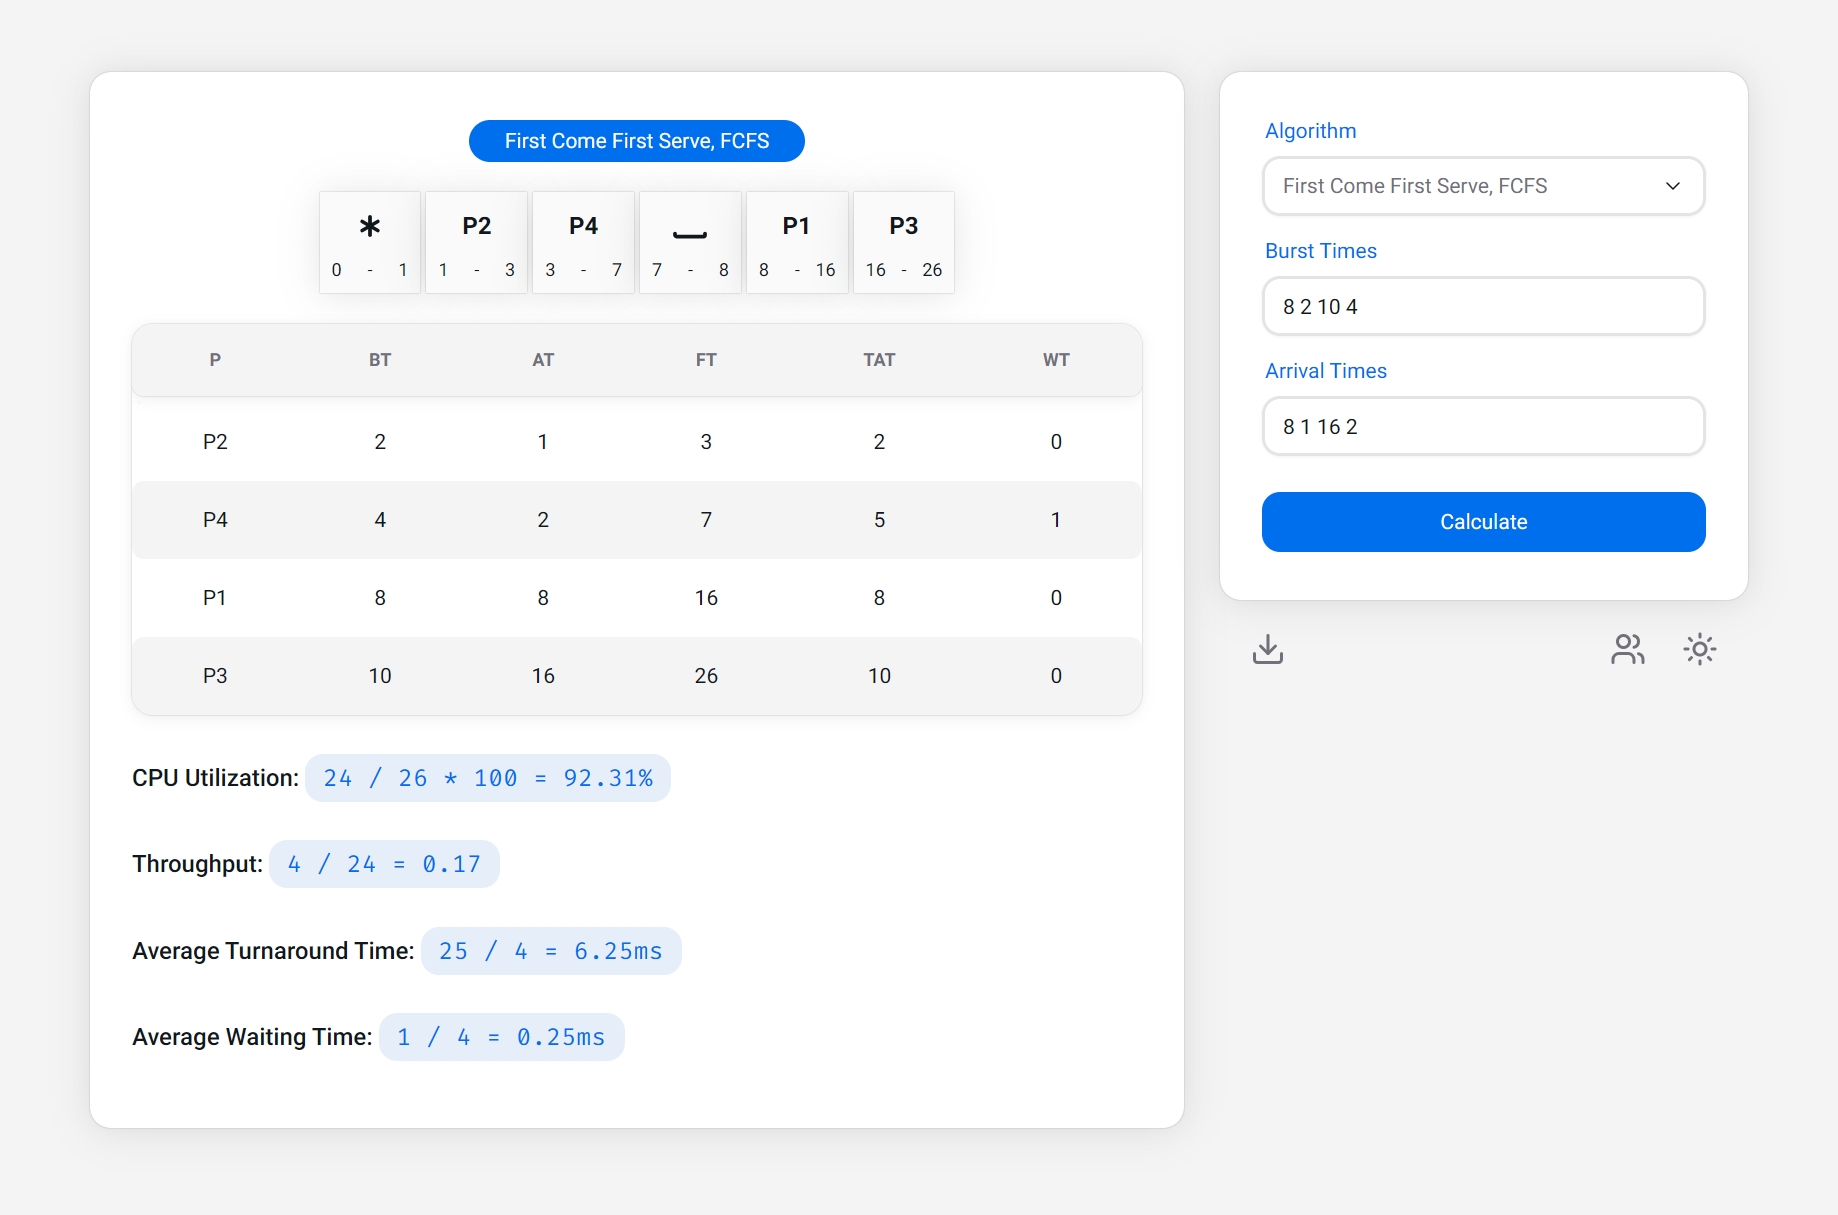 First Come First Serve, FCFS
* P2 P4 ⎵ P1 P3
0 - 1 1 - 3 3 - 7 7 - 8 8 - 16 16 - 26
P BT AT FT TAT WT
P2 2 1 3 2 0
P4 4 2 7 5 1
P1 8 8 16 8 0
P3 10 16 26 10 0
CPU Utilization: 24 / 26 * 100 = 92.31%
Throughput: 4 / 24 = 0.17
Average Turnaround Time: 25 / 4 = 6.25ms
Average Waiting Time: 1 / 4 = 0.25ms
Algorithm
First Come First Serve, FCFS
Burst Times
8 2 10 4
Arrival Times
8 1 16 2
Calculate